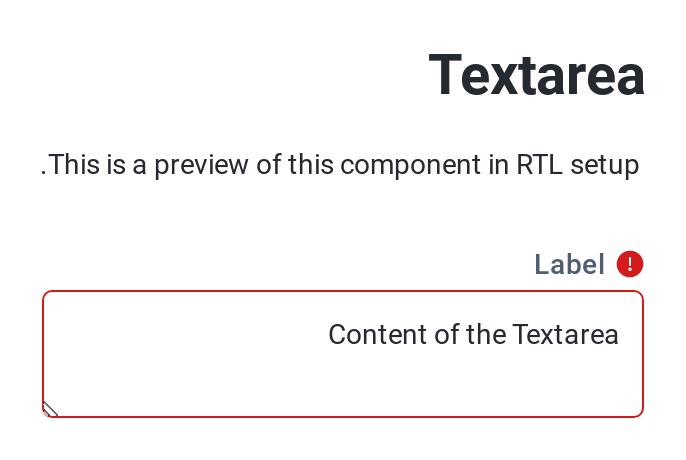 Textarea
.This is a preview of this component in RTL setup
Label
Content of the Textarea